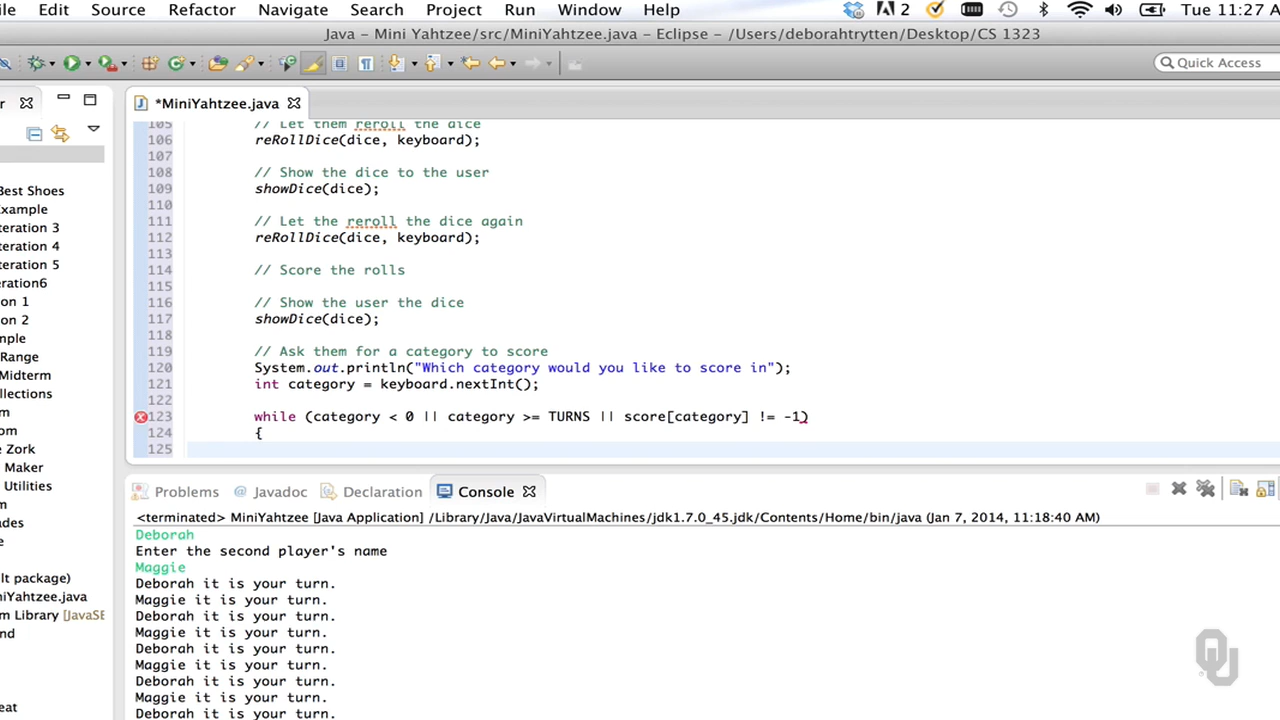 ile Edit Source Refactor Navigate Search Project Run Window Help 2 Tue 11:27 A
Java - Mini Yahtzee/src/MiniYahtzee.java - Eclipse - /Users/deborahtrytten/Desktop/CS 1323
Quick Access
r
*MiniYahtzee.java
Best Shoes
Example
teration 3
teration 4
teration 5
eration6
on 1
on 2
mple
Range
Midterm
ollections
m
om
e Zork
Maker
Utilities
m
ades
e
lt package)
niYahtzee.java
m Library [JavaSE
nd
eat
105 // Let them reroll the dice
106 reRollDice(dice, keyboard);
107
108 // Show the dice to the user
109 showDice(dice);
110
111 // Let the reroll the dice again
112 reRollDice(dice, keyboard);
113
114 // Score the rolls
115
116 // Show the user the dice
117 showDice(dice);
118
119 // Ask them for a category to score
120 System.out.println("Which category would you like to score in");
121 int category = keyboard.nextInt();
122
123 while (category < 0 || category >= TURNS || score[category] != -1)
124 {
125
Problems Javadoc Declaration Console
<terminated> MiniYahtzee [Java Application] /Library/Java/JavaVirtualMachines/jdk1.7.0_45.jdk/Contents/Home/bin/java (Jan 7, 2014, 11:18:40 AM)
Deborah
Enter the second player's name
Maggie
Deborah it is your turn.
Maggie it is your turn.
Deborah it is your turn.
Maggie it is your turn.
Deborah it is your turn.
Maggie it is your turn.
Deborah it is your turn.
Maggie it is your turn.
Deborah it is your turn.